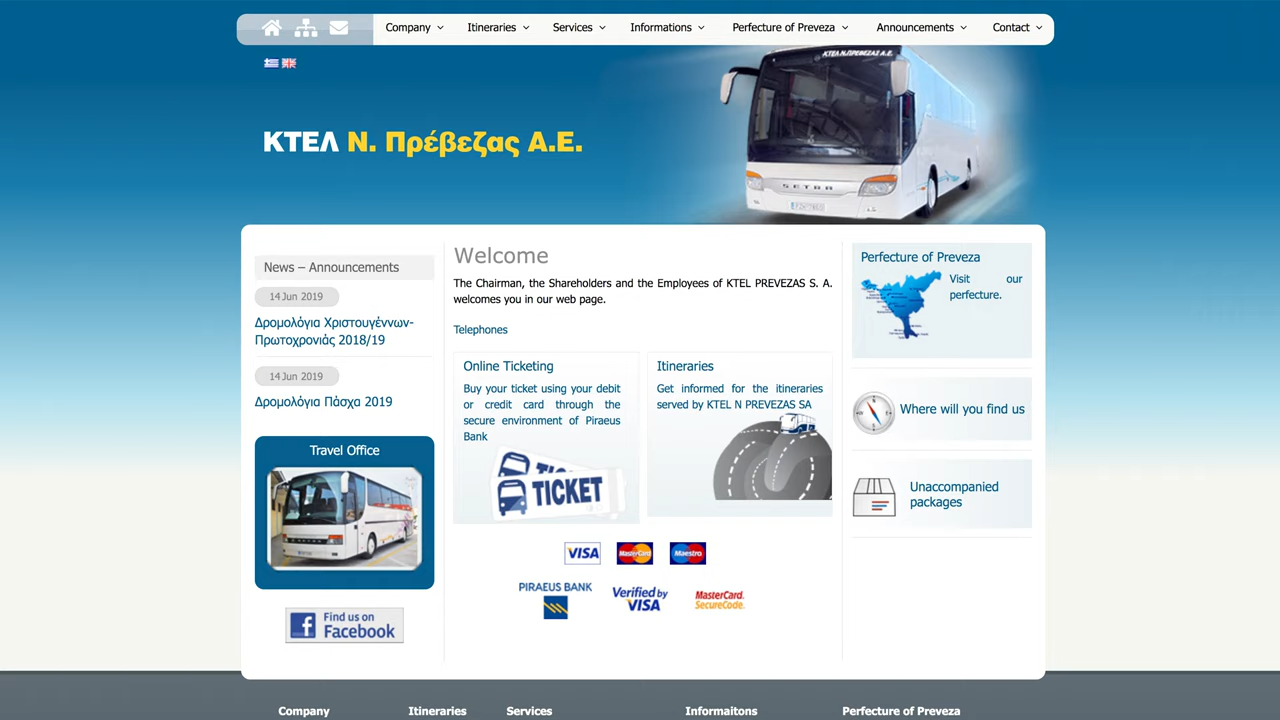 Company
Itineraries
Services
Informations
Perfecture of Preveza
Announcements
Contact
ΚΤΕΛ Ν.ΠΡΕΒΕΖΑΣ Α.Ε.
ΚΤΕΛ Ν. Πρέβεζας Α.Ε.
SETRA
News – Announcements
14 Jun 2019
Δρομολόγια Χριστουγέννων-
Πρωτοχρονιάς 2018/19
14 Jun 2019
Δρομολόγια Πάσχα 2019
Travel Office
Find us on
Facebook
Welcome
The Chairman, the Shareholders and the Employees of KTEL PREVEZAS S. A.
welcomes you in our web page.
Telephones
Online Ticketing
Buy your ticket using your debit
or credit card through the
secure environment of Piraeus
Bank
TICKET
Itineraries
Get informed for the itineraries
served by KTEL N PREVEZAS SA
VISA
MasterCard
Maestro
PIRAEUS BANK
Verified by
VISA
MasterCard.
SecureCode.
Perfecture of Preveza
Visit our
perfecture.
Where will you find us
Unaccompanied
packages
Company
Itineraries
Services
Informaitons
Perfecture of Preveza